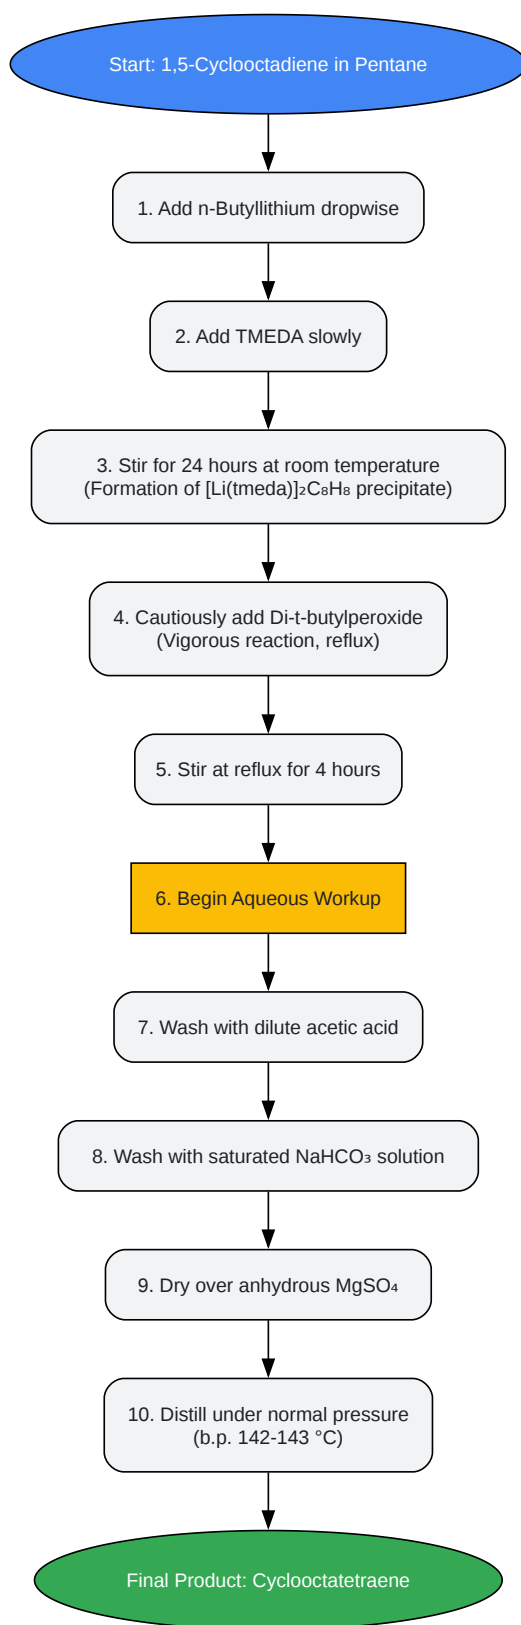 Start: 1,5-Cyclooctadiene in Pentane
1. Add n-Butyllithium dropwise
2. Add TMEDA slowly
3. Stir for 24 hours at room temperature
(Formation of [Li(tmeda)]₂C₈H₈ precipitate)
4. Cautiously add Di-t-butylperoxide
(Vigorous reaction, reflux)
5. Stir at reflux for 4 hours
6. Begin Aqueous Workup
7. Wash with dilute acetic acid
8. Wash with saturated NaHCO₃ solution
9. Dry over anhydrous MgSO₄
10. Distill under normal pressure
(b.p. 142-143 °C)
Final Product: Cyclooctatetraene